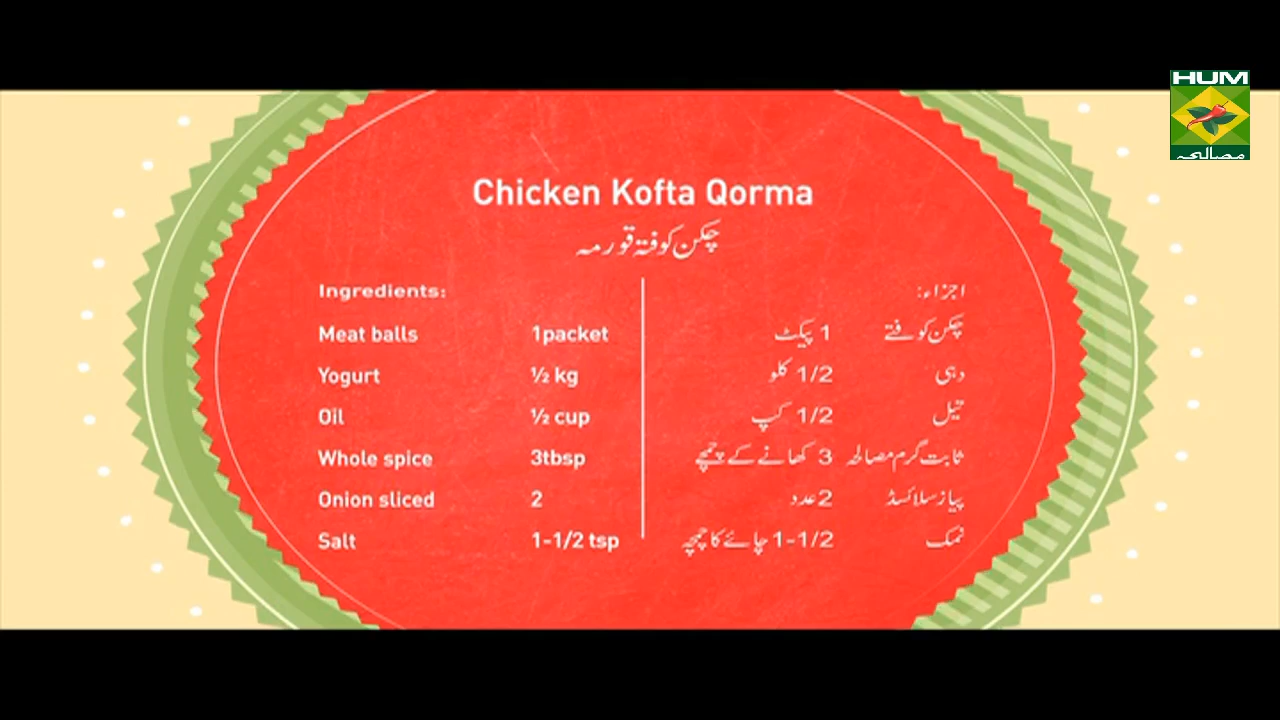 HUM
مصالحہ
Chicken Kofta Qorma
چکن کوفتہ قورمہ
Ingredients:
Meat balls 1packet
Yogurt ½ kg
Oil ½ cup
Whole spice 3tbsp
Onion sliced 2
Salt 1-1/2 tsp
اجزاء:
چکن کوفتے 1 پیکٹ
دہی 1/2 کلو
تیل 1/2 کپ
ثابت گرم مصالحہ 3 کھانے کے چمچے
پیاز سلائسڈ 2 عدد
نمک 1-1/2 چائے کا چمچہ